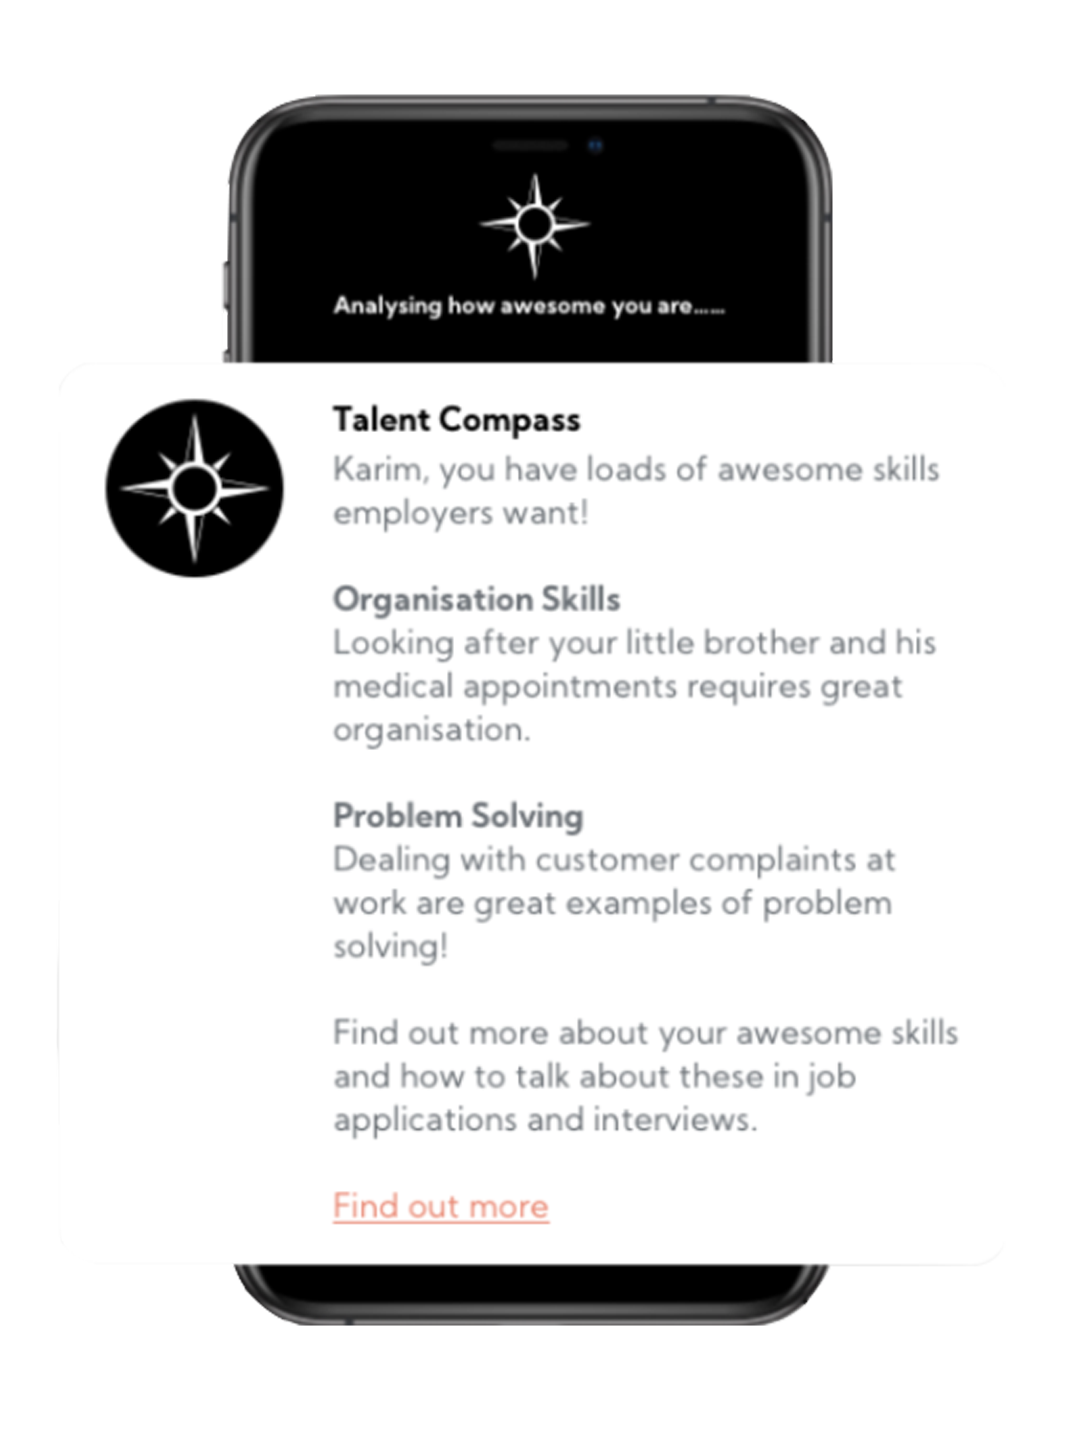 Analysing how awesome you are......
Talent Compass
Karim, you have loads of awesome skills
employers want!
Organisation Skills
Looking after your little brother and his
medical appointments requires great
organisation.
Problem Solving
Dealing with customer complaints at
work are great examples of problem
solving!
Find out more about your awesome skills
and how to talk about these in job
applications and interviews.
Find out more